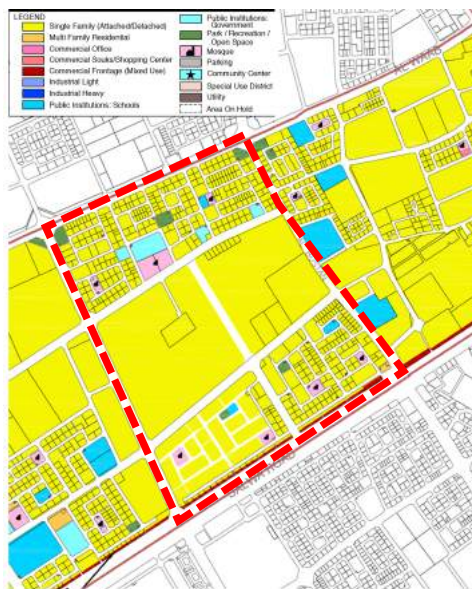 LEGEND
Single Family (Attached/Detached)
Multi Family Residential
Commercial Office
Commercial Souks/Shopping Center
Commercial Frontage (Mixed Use)
Industrial Light
Industrial Heavy
Public Institutions: Schools
Public Institutions:
Government
Park / Recreation /
Open Space
Mosque
Parking
Community Center
Special Use District
Utility
Area On Hold
ROAD